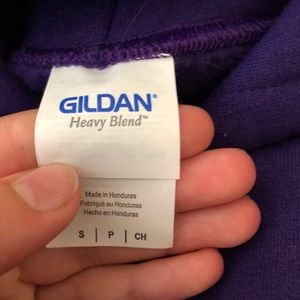 GILDAN®
Heavy Blend™
Made in Honduras
Fabriqué au Honduras
Hecho en Honduras
S | P | CH